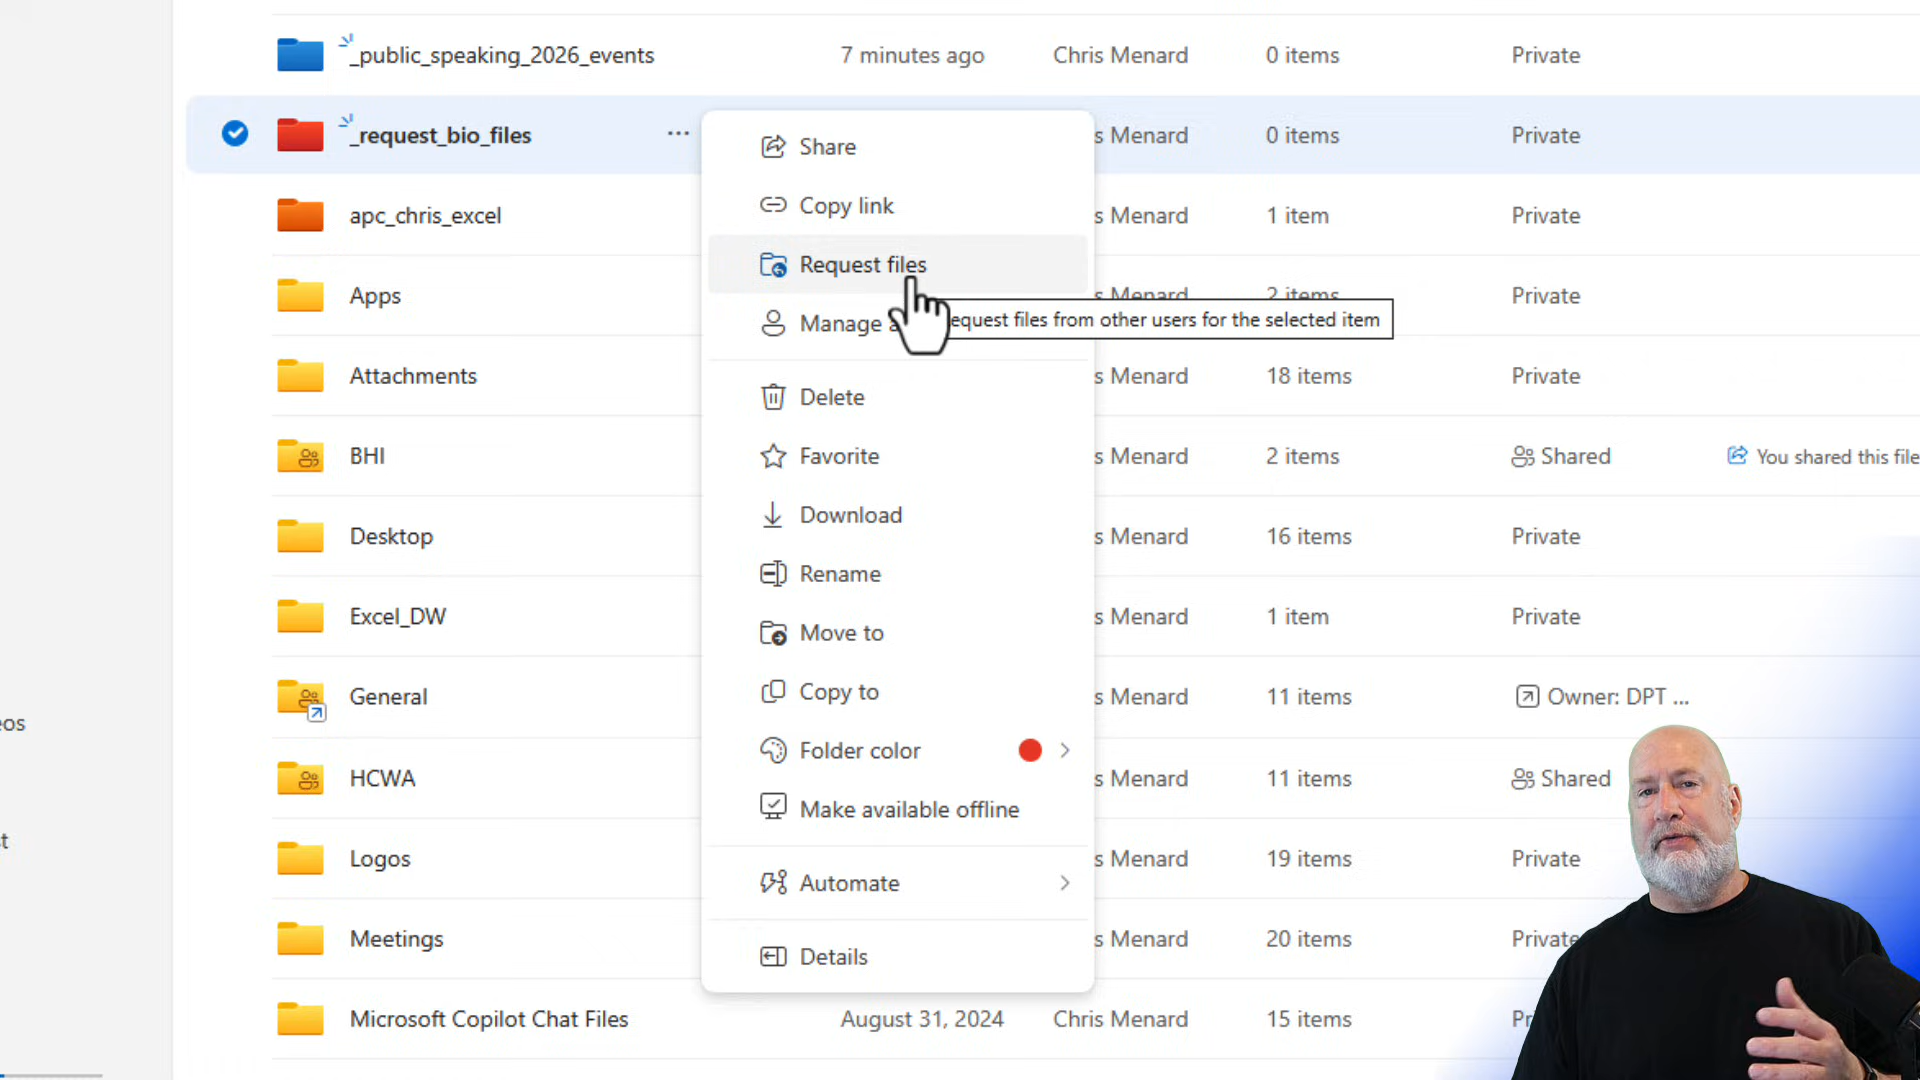 _public_speaking_2026_events 7 minutes ago Chris Menard 0 items Private
_request_bio_files ... s Menard 0 items Private
Share
Copy link
apc_chris_excel s Menard 1 item Private
Request files
Apps s Menard 2 items Private
Manage a
equest files from other users for the selected item
Attachments s Menard 18 items Private
Delete
BHI s Menard 2 items Shared You shared this file
Favorite
Download
Desktop s Menard 16 items Private
Rename
Excel_DW s Menard 1 item Private
Move to
General s Menard 11 items Owner: DPT ...
Copy to
eos
Folder color
HCWA s Menard 11 items Shared
Make available offline
t
Logos s Menard 19 items Private
Automate
Meetings s Menard 20 items Private
Details
Microsoft Copilot Chat Files August 31, 2024 Chris Menard 15 items Pr